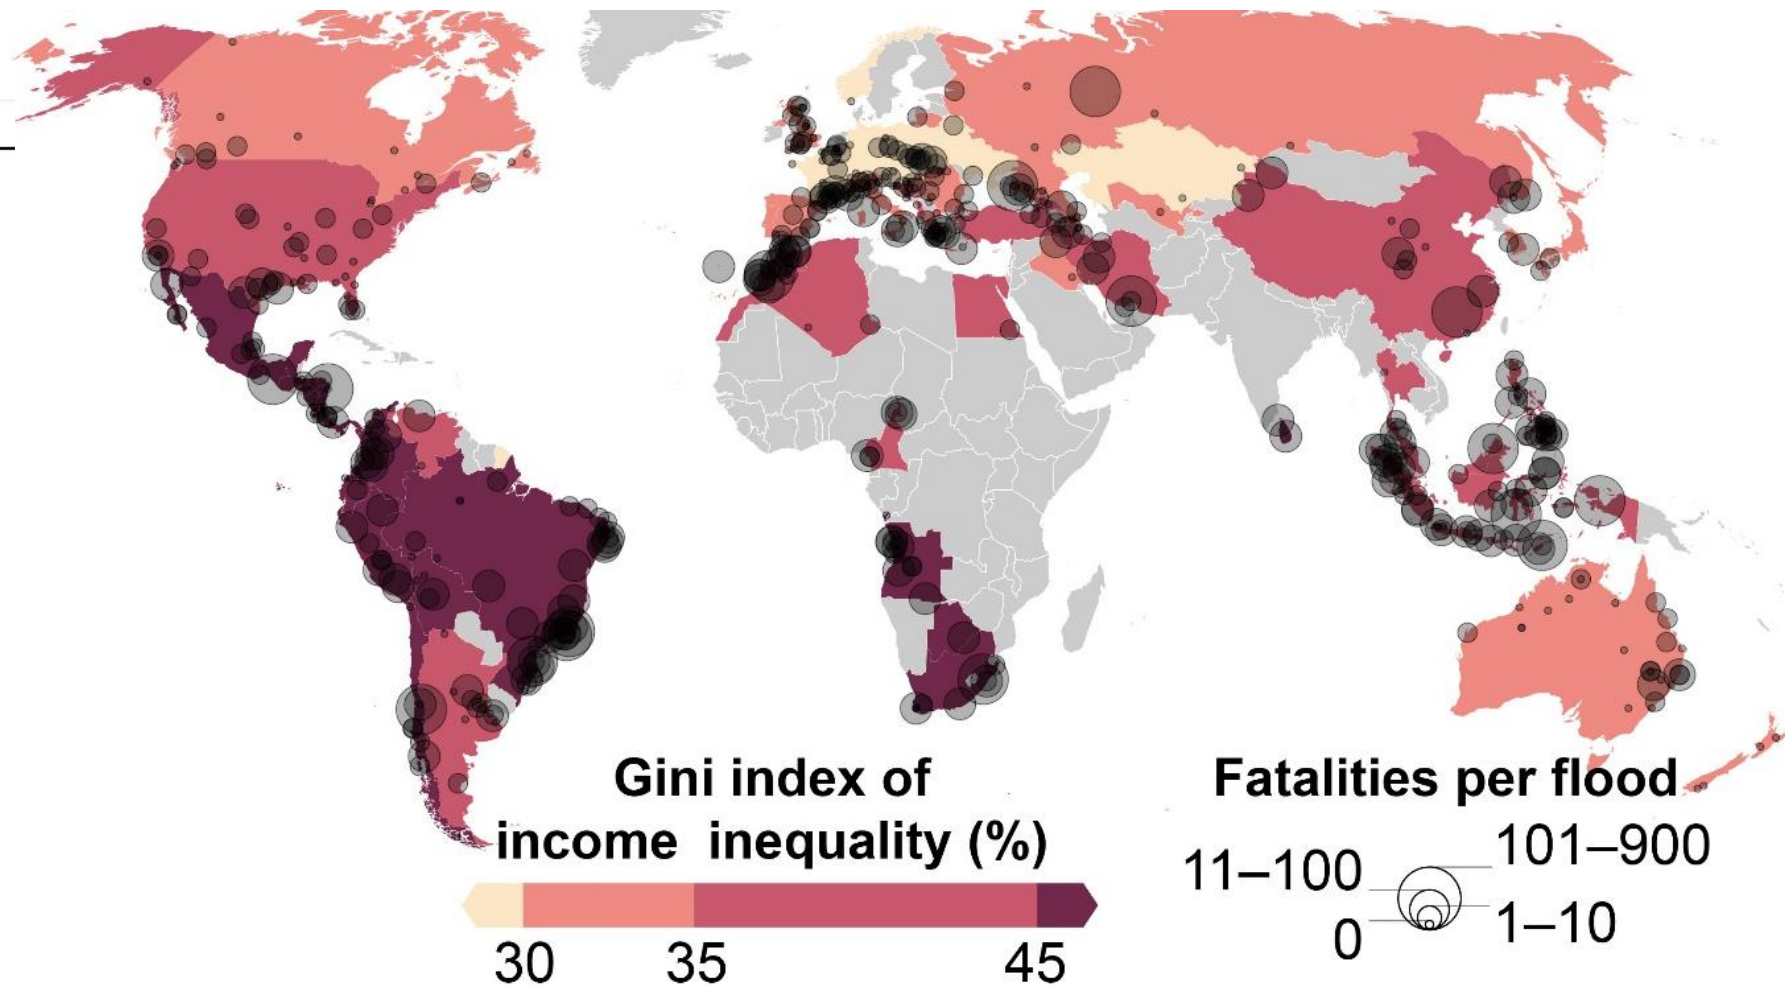 Gini index of
income inequality (%)
30 35 45
Fatalities per flood
101–900
11–100
1–10
0